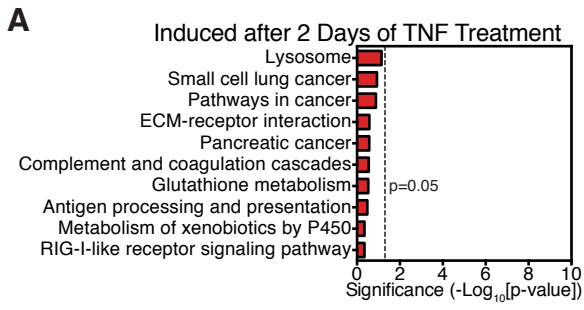 A
Induced after 2 Days of TNF Treatment
Lysosome
Small cell lung cancer
Pathways in cancer
ECM-receptor interaction
Pancreatic cancer
Complement and coagulation cascades
Glutathione metabolism
p=0.05
Antigen processing and presentation
Metabolism of xenobiotics by P450
RIG-I-like receptor signaling pathway
0 2 4 6 8 10
Significance (-Log₁₀[p-value])